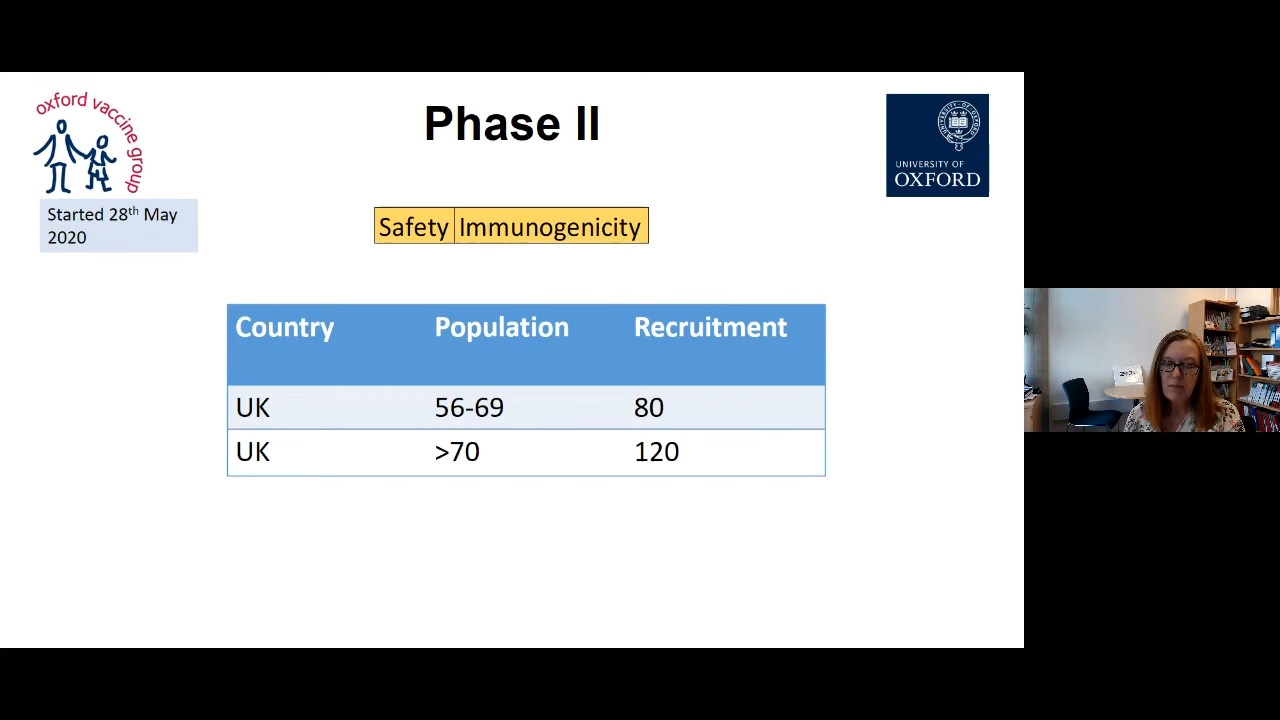 oxford vaccine group
Phase II
UNIVERSITY OF
OXFORD
Started 28th May
2020
Safety Immunogenicity
Country Population Recruitment
UK 56-69 80
UK >70 120